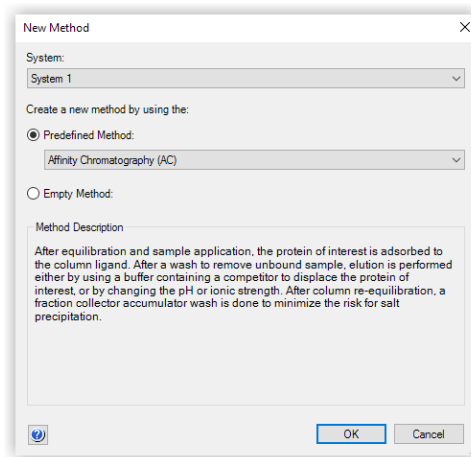 New Method
System:
System 1
Create a new method by using the:
Predefined Method:
Affinity Chromatography (AC)
Empty Method:
Method Description
After equilibration and sample application, the protein of interest is adsorbed to
the column ligand. After a wash to remove unbound sample, elution is performed
either by using a buffer containing a competitor to displace the protein of
interest, or by changing the pH or ionic strength. After column re-equilibration, a
fraction collector accumulator wash is done to minimize the risk for salt
precipitation.
OK Cancel